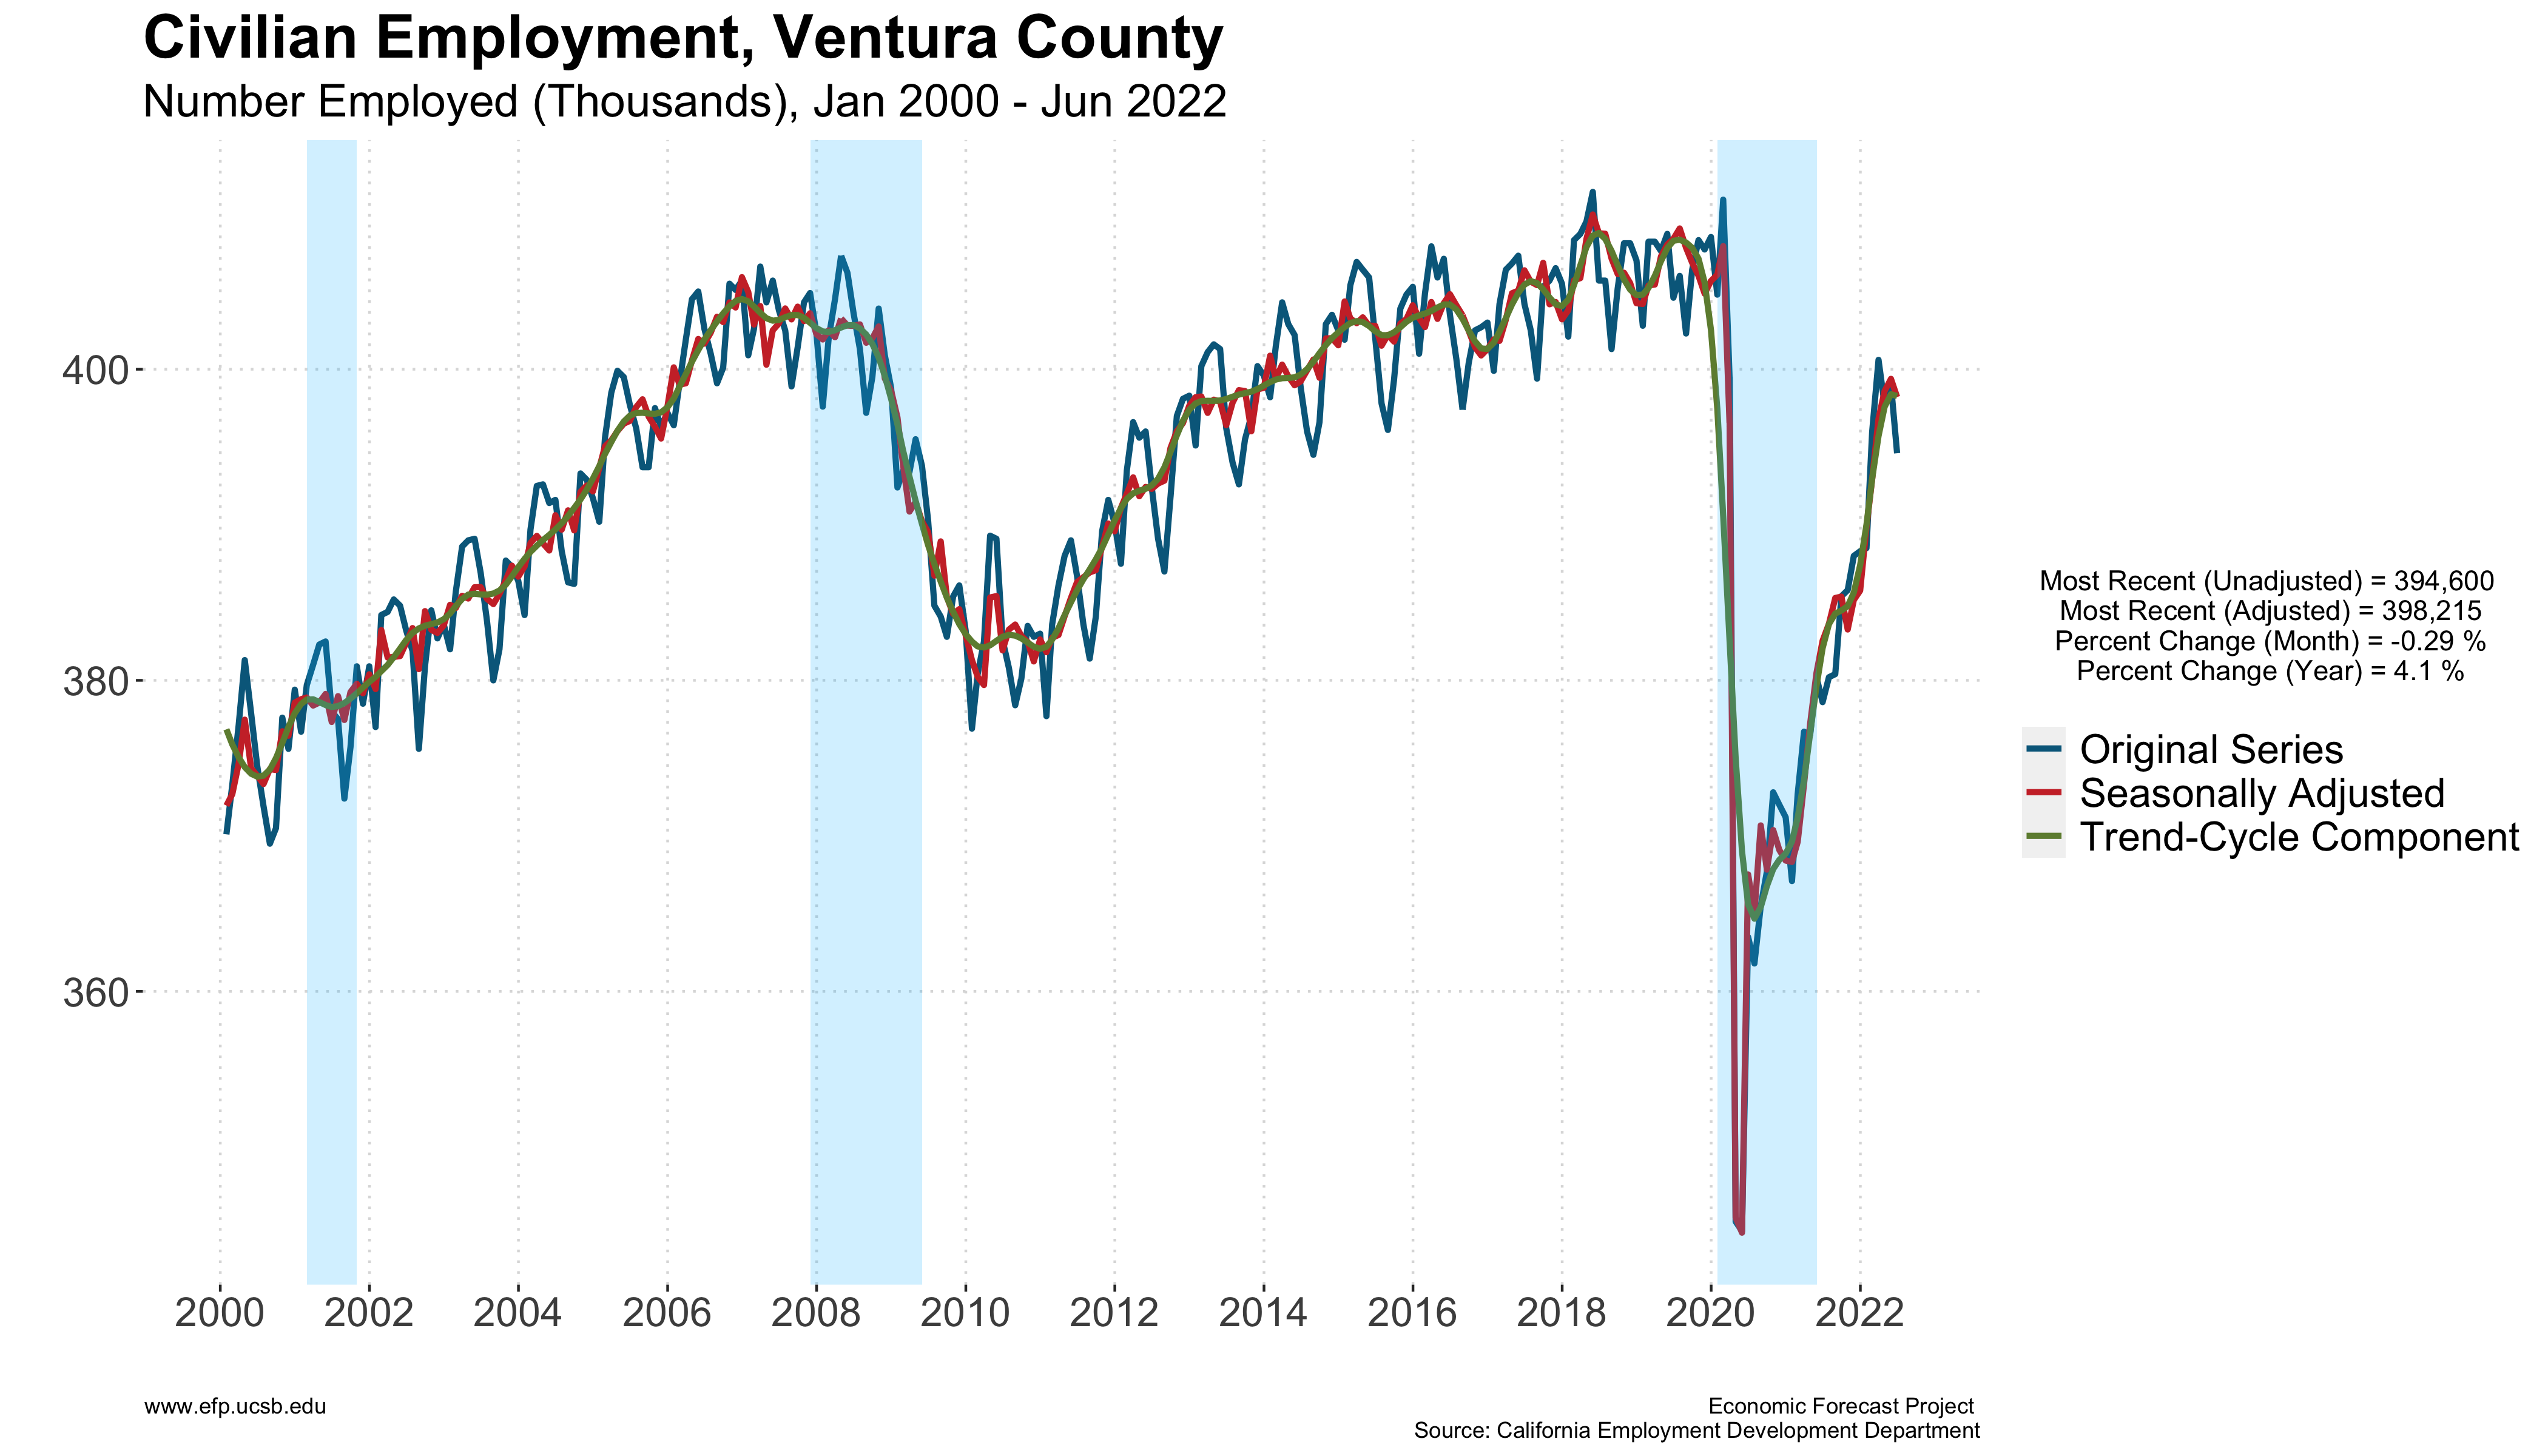 Civilian Employment, Ventura County
Number Employed (Thousands), Jan 2000 - Jun 2022
400
380
360
2000 2002 2004 2006 2008 2010 2012 2014 2016 2018 2020 2022
Most Recent (Unadjusted) = 394,600
Most Recent (Adjusted) = 398,215
Percent Change (Month) = -0.29 %
Percent Change (Year) = 4.1 %
Original Series
Seasonally Adjusted
Trend-Cycle Component
www.efp.ucsb.edu
Economic Forecast Project
Source: California Employment Development Department